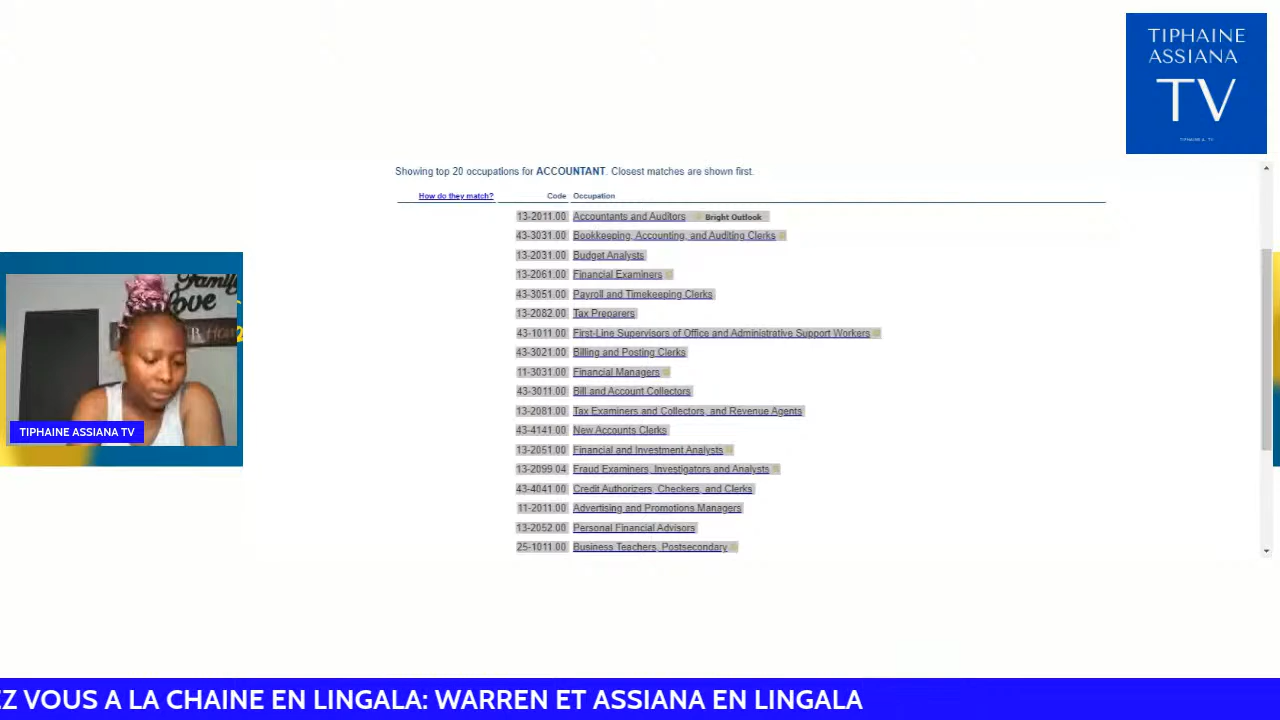 TIPHAINE
ASSIANA
TV
TIPHAINE A. TV
Showing top 20 occupations for ACCOUNTANT. Closest matches are shown first.
How do they match? Code Occupation
13-2011.00 Accountants and Auditors Bright Outlook
43-3031.00 Bookkeeping, Accounting, and Auditing Clerks
13-2031.00 Budget Analysts
13-2061.00 Financial Examiners
43-3051.00 Payroll and Timekeeping Clerks
13-2082.00 Tax Preparers
43-1011.00 First-Line Supervisors of Office and Administrative Support Workers
43-3021.00 Billing and Posting Clerks
11-3031.00 Financial Managers
43-3011.00 Bill and Account Collectors
13-2081.00 Tax Examiners and Collectors, and Revenue Agents
43-4141.00 New Accounts Clerks
13-2051.00 Financial and Investment Analysts
13-2099.04 Fraud Examiners, Investigators and Analysts
43-4041.00 Credit Authorizers, Checkers, and Clerks
11-2011.00 Advertising and Promotions Managers
13-2052.00 Personal Financial Advisors
25-1011.00 Business Teachers, Postsecondary
Family
love
TIPHAINE ASSIANA TV
EZ VOUS A LA CHAINE EN LINGALA: WARREN ET ASSIANA EN LINGALA